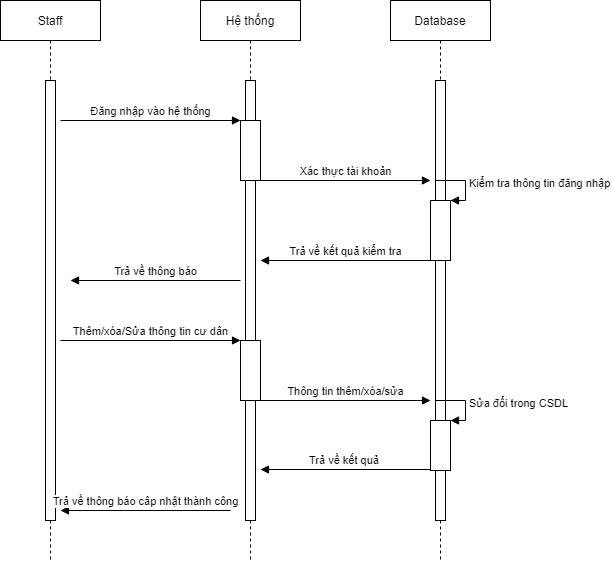 Staff
Hệ thống
Database
Đăng nhập vào hệ thống
Xác thực tài khoản
Kiểm tra thông tin đăng nhập
Trả về kết quả kiểm tra
Trả về thông báo
Thêm/xóa/Sửa thông tin cư dân
Thông tin thêm/xóa/sửa
Sửa đổi trong CSDL
Trả về kết quả
Trả về thông báo câp nhật thành công